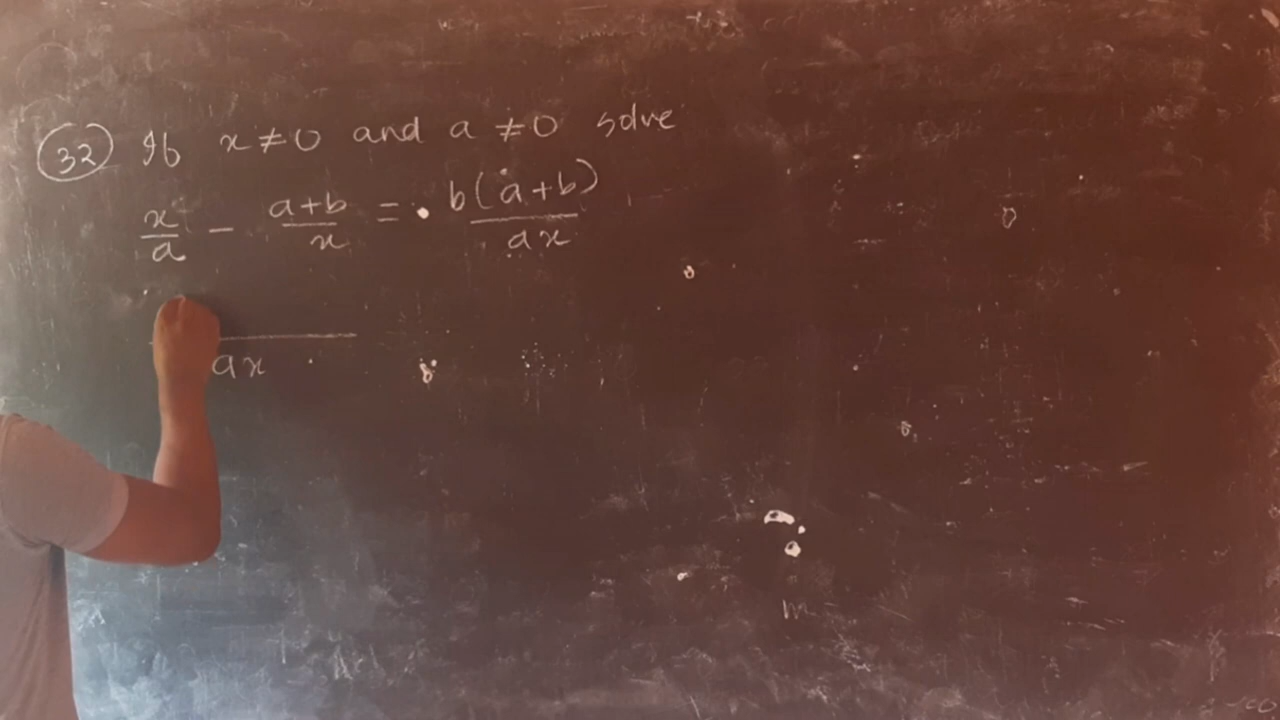 32 If x ≠ 0 and a ≠ 0 solve
x/a - a+b/x = b(a+b)/ax
ax